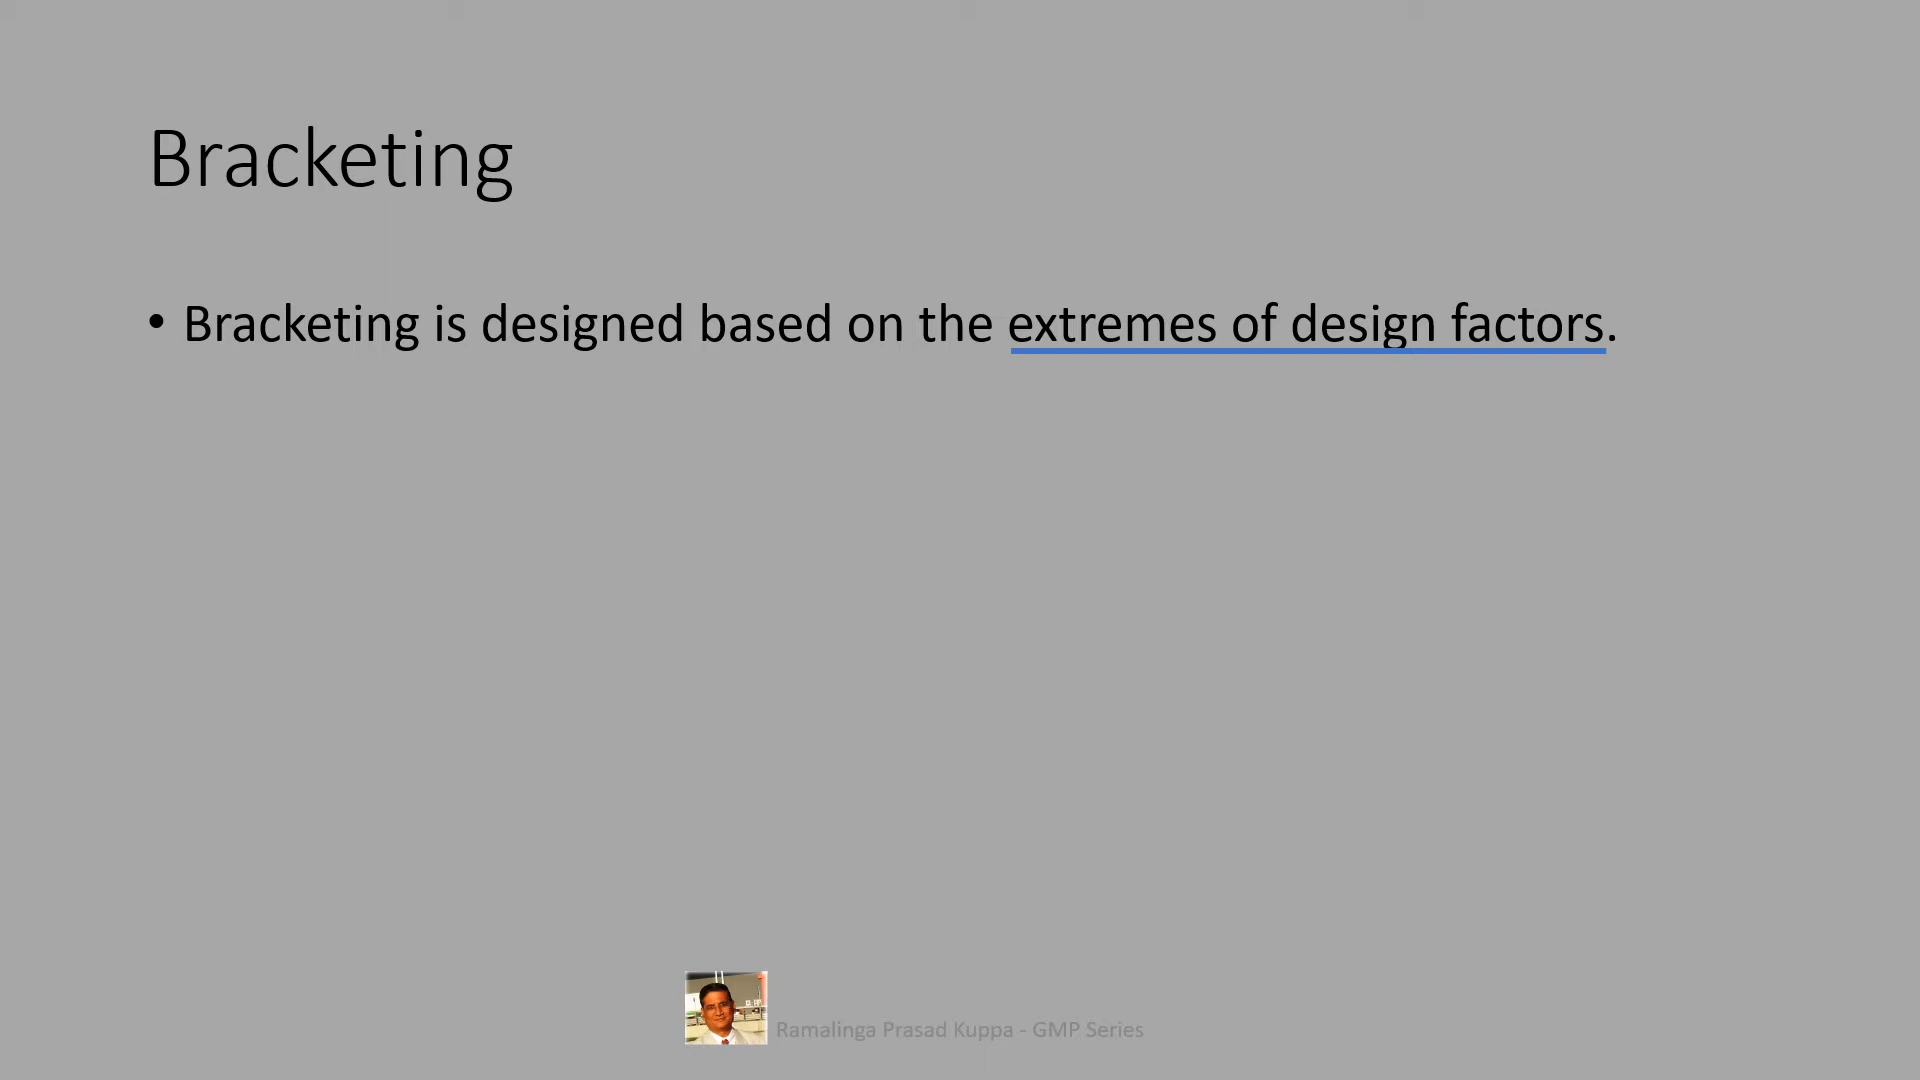 Bracketing
• Bracketing is designed based on the extremes of design factors.
Ramalinga Prasad Kuppa - GMP Series